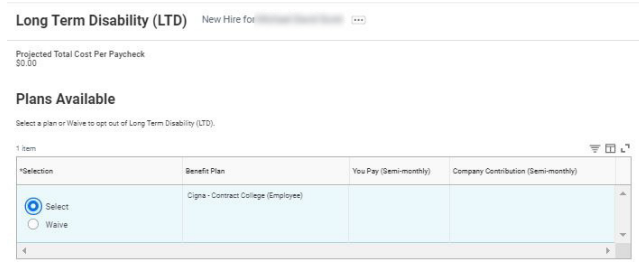 Long Term Disability (LTD) New Hire for
Projected Total Cost Per Paycheck
$0.00
Plans Available
Select a plan or Waive to opt out of Long Term Disability (LTD).
1 item
*Selection Benefit Plan You Pay (Semi-monthly) Company Contribution (Semi-monthly)
Cigna - Contract College (Employee)
Select
Waive